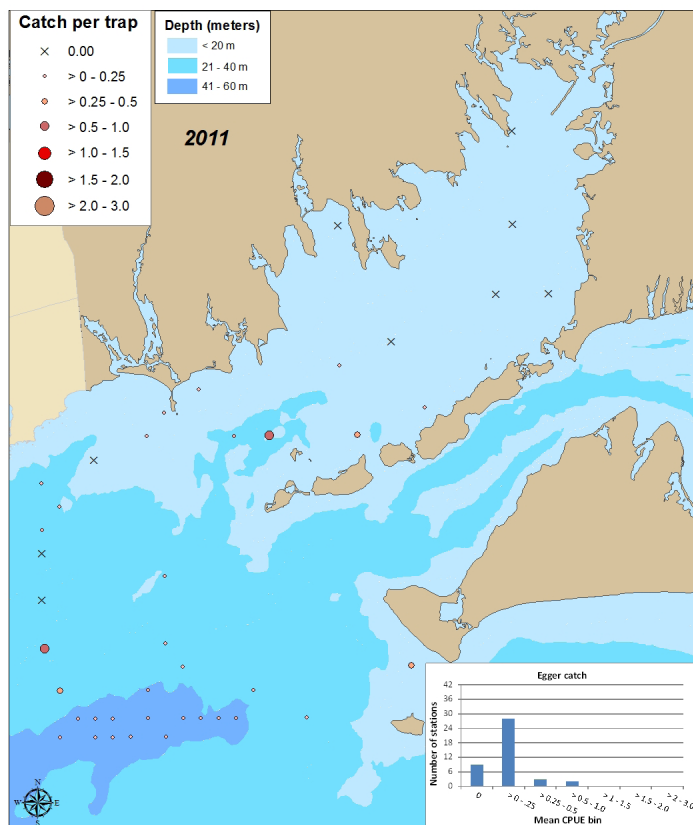 Catch per trap
0.00
> 0 - 0.25
> 0.25 - 0.5
> 0.5 - 1.0
> 1.0 - 1.5
> 1.5 - 2.0
> 2.0 - 3.0
Depth (meters)
< 20 m
21 - 40 m
41 - 60 m
2011
N
W E
S
Egger catch
Number of stations
42
36
30
24
18
12
6
0
0
> 0 - .25
> 0.25 - 0.5
> 0.5 - 1.0
> 1 - 1.5
> 1.5 - 2.0
> 2 - 3.0
Mean CPUE bin